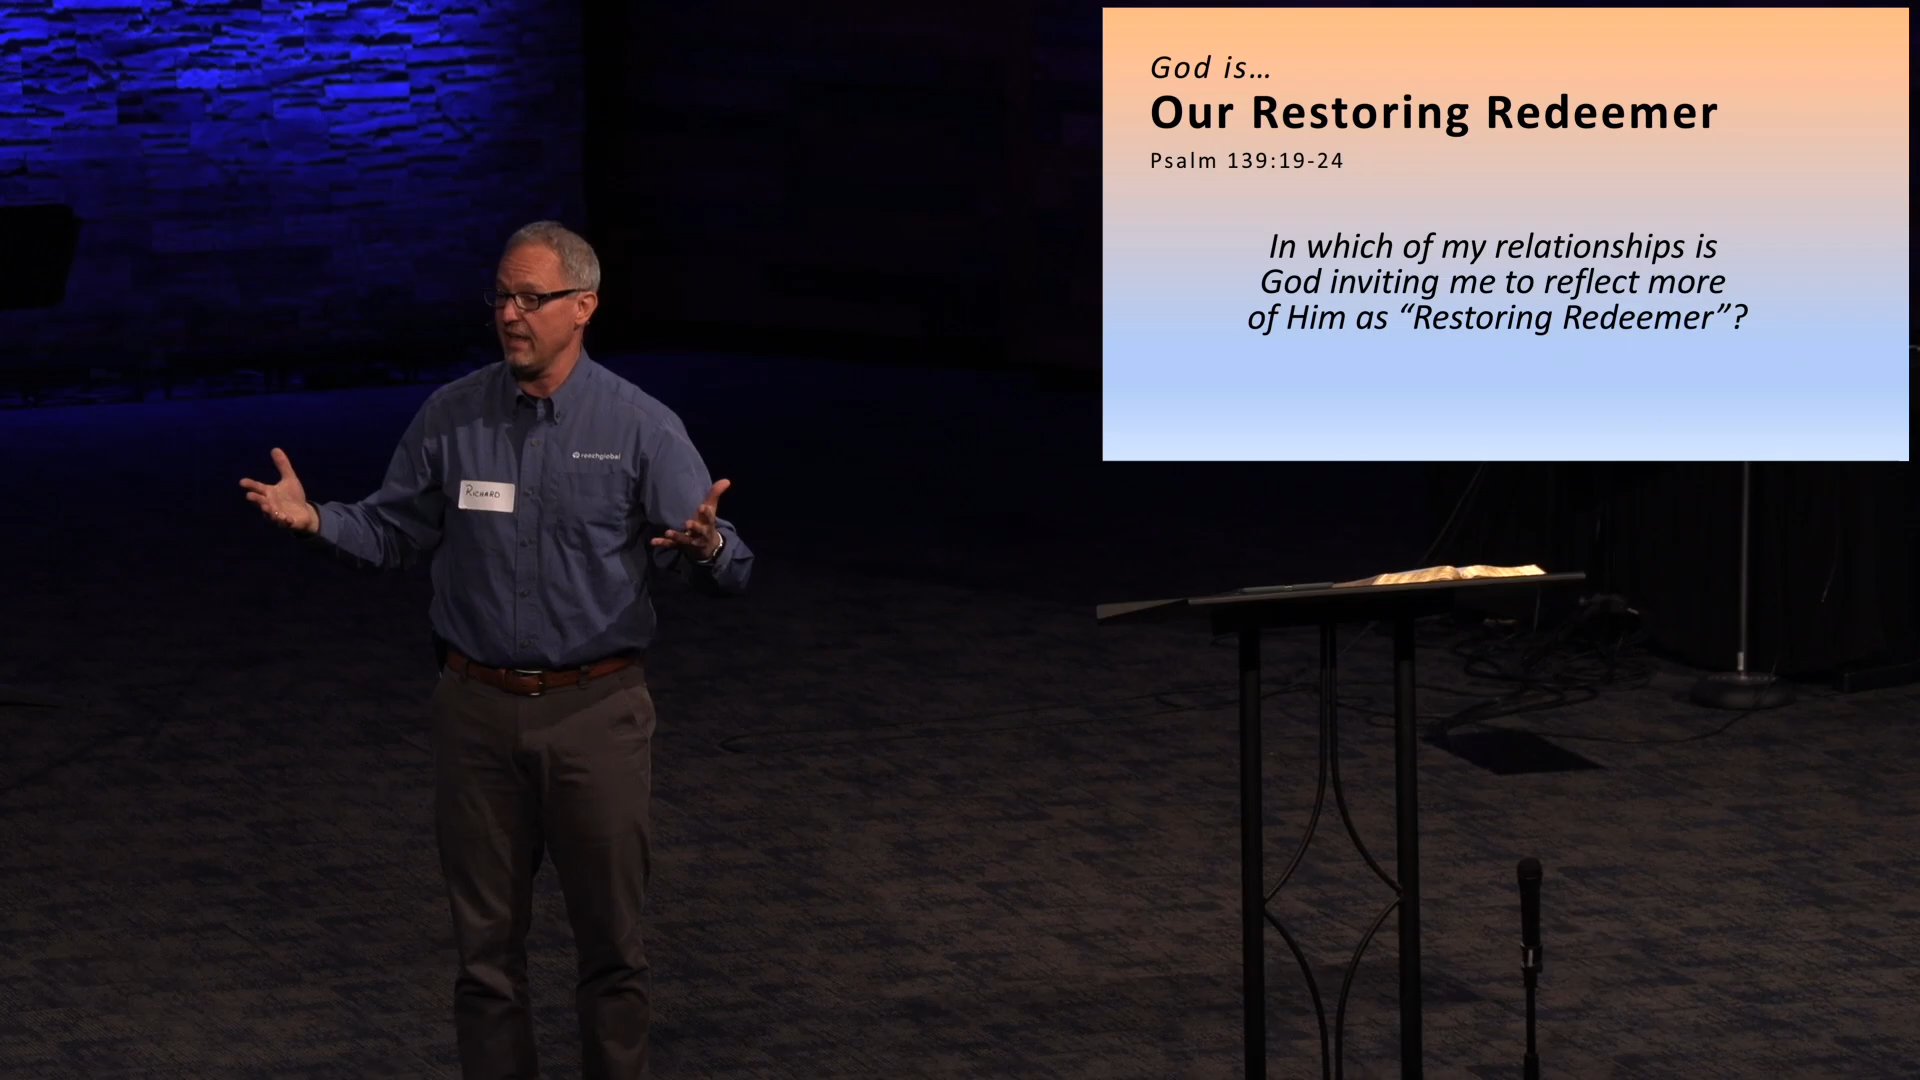 God is…
Our Restoring Redeemer
Psalm 139:19-24
In which of my relationships is
God inviting me to reflect more
of Him as “Restoring Redeemer”?
reachglobal
RICHARD